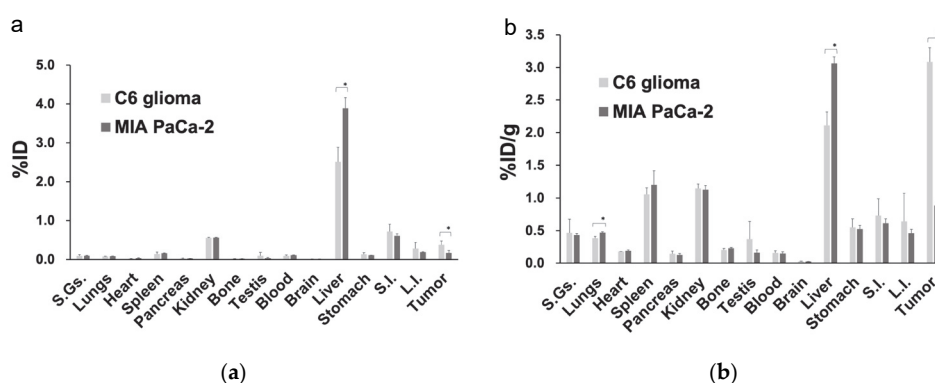 a
5.0
4.0
3.0
2.0
1.0
0.0
%ID
C6 glioma
MIA PaCa-2
*
*
S.Gs.
Lungs
Heart
Spleen
Pancreas
Kidney
Bone
Testis
Blood
Brain
Liver
Stomach
S.I.
L.I.
Tumor
(a)
b
3.5
3.0
2.5
2.0
1.5
1.0
0.5
0.0
%ID/g
C6 glioma
MIA PaCa-2
*
*
S.Gs.
Lungs
Heart
Spleen
Pancreas
Kidney
Bone
Testis
Blood
Brain
Liver
Stomach
S.I.
L.I.
Tumor
(b)